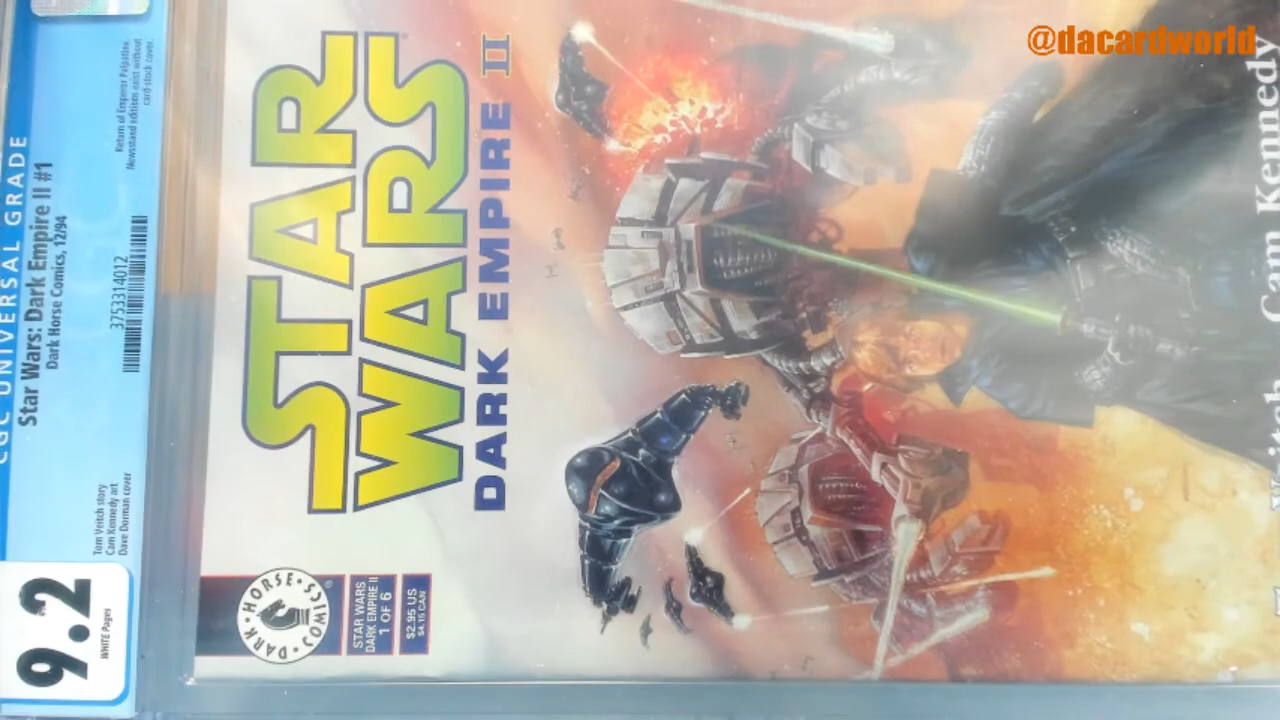 @dacardworld
CGC UNIVERSAL GRADE
Star Wars: Dark Empire II #1
Dark Horse Comics, 12/94
Return of Emperor Palpatine.
Newsstand editions exist without
card-stock cover.
3753314012
Tom Veitch story
Cam Kennedy art
Dave Dorman cover
9.2
WHITE Pages
STAR
WARS
DARK EMPIRE II
DARK HORSE COMICS
STAR WARS
DARK EMPIRE II
1 OF 6
$2.95 US
$4.15 CAN
Cam Kennedy